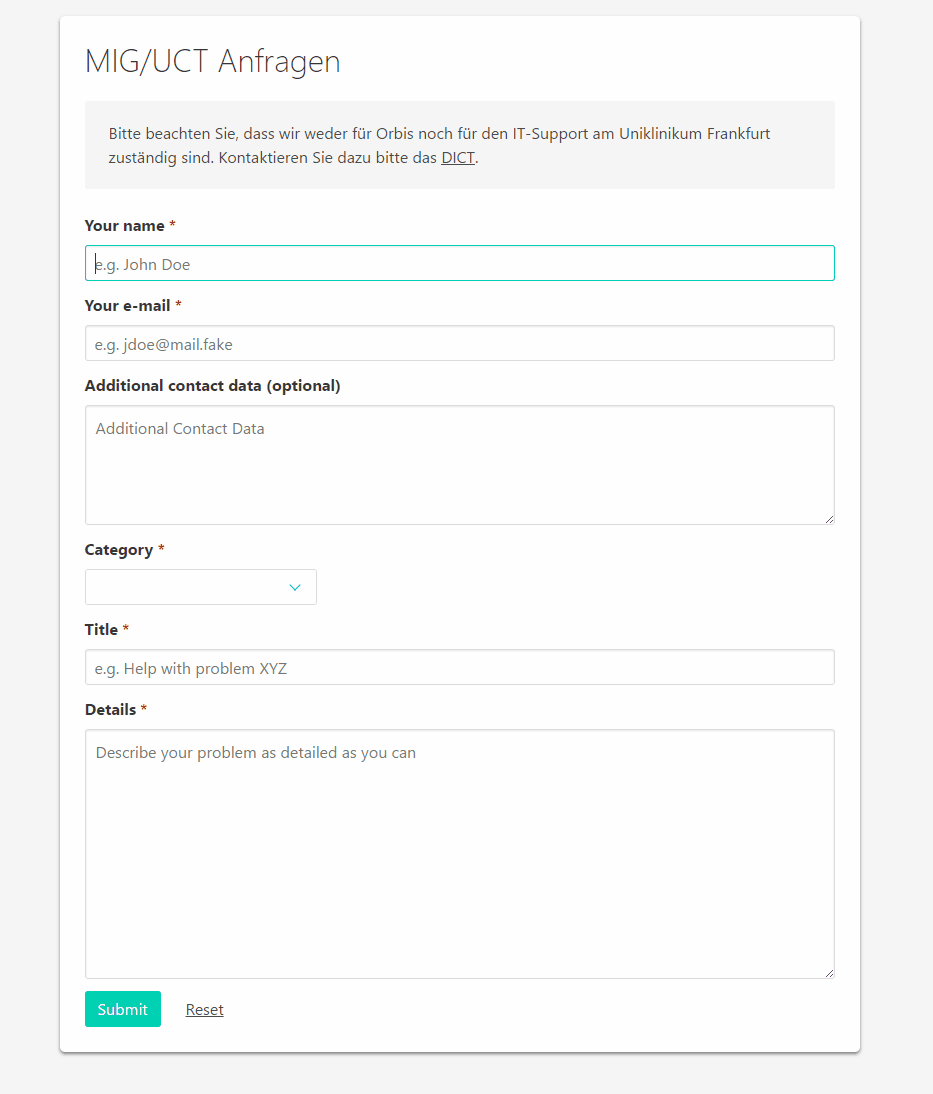 MIG/UCT Anfragen
Bitte beachten Sie, dass wir weder für Orbis noch für den IT-Support am Uniklinikum Frankfurt
zuständig sind. Kontaktieren Sie dazu bitte das DICT.
Your name *
e.g. John Doe
Your e-mail *
e.g. jdoe@mail.fake
Additional contact data (optional)
Additional Contact Data
Category *
Title *
e.g. Help with problem XYZ
Details *
Describe your problem as detailed as you can
Submit Reset